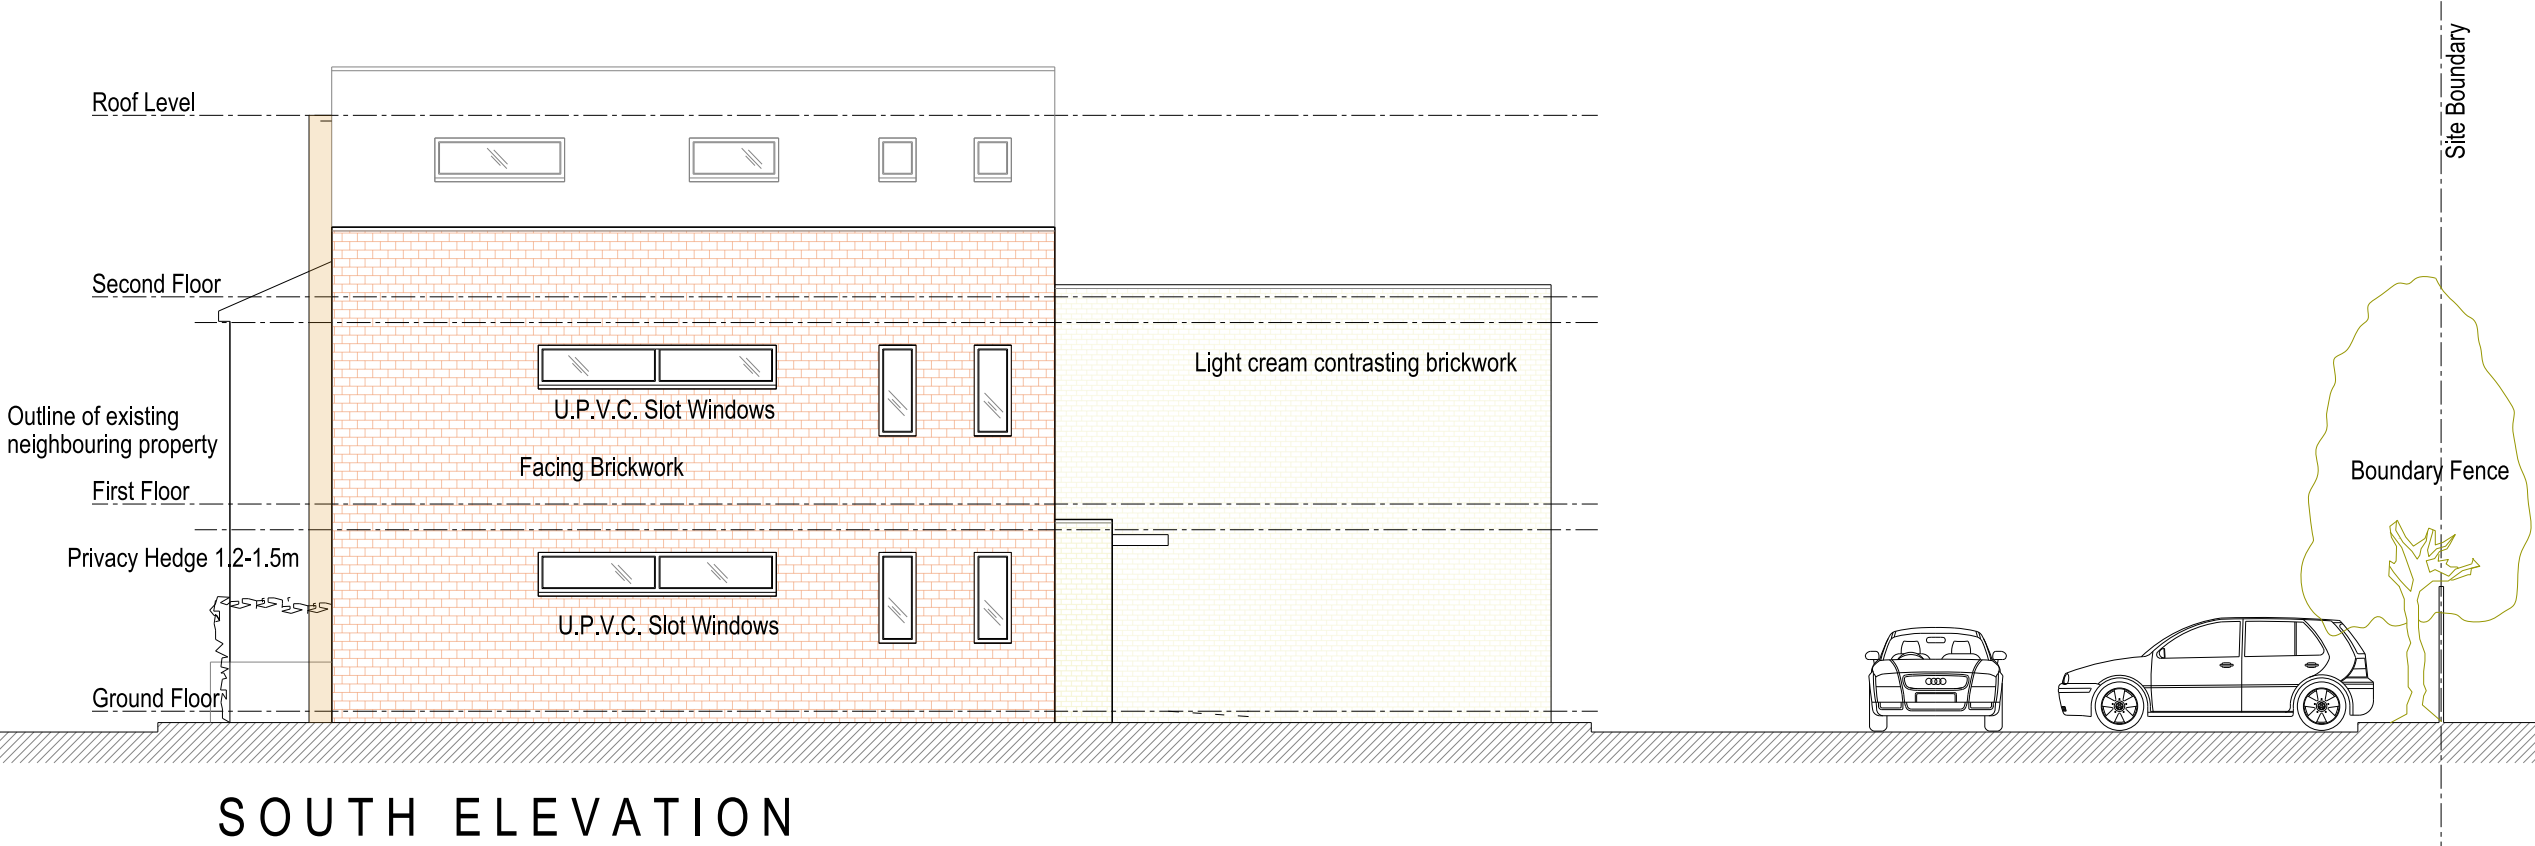 Roof Level
Site Boundary
Second Floor
Light cream contrasting brickwork
Outline of existing
neighbouring property
U.P.V.C. Slot Windows
Facing Brickwork
Boundary Fence
First Floor
Privacy Hedge 1.2-1.5m
U.P.V.C. Slot Windows
Ground Floor
SOUTH ELEVATION